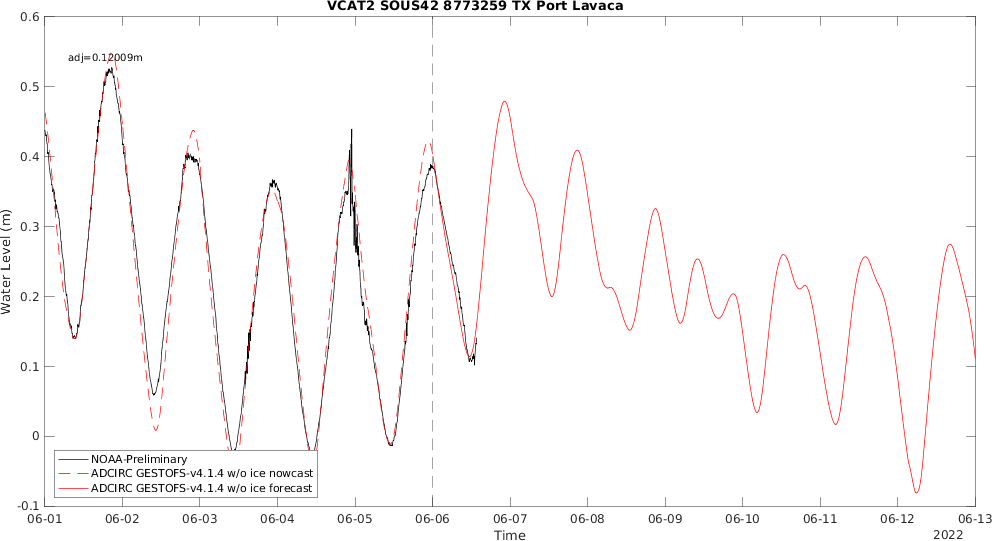 VCAT2 SOUS42 8773259 TX Port Lavaca
0.6
adj=0.12009m
0.5
0.4
0.3
0.2
0.1
0
-0.1
Water Level (m)
NOAA-Preliminary
ADCIRC GESTOFS-v4.1.4 w/o ice nowcast
ADCIRC GESTOFS-v4.1.4 w/o ice forecast
06-01 06-02 06-03 06-04 06-05 06-06 06-07 06-08 06-09 06-10 06-11 06-12 06-13
Time
2022